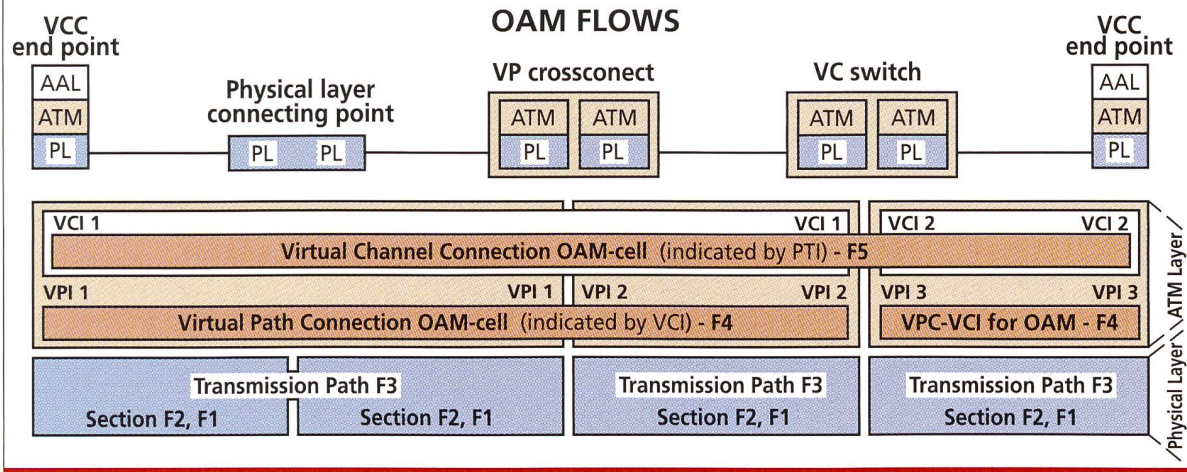 OAM FLOWS
VCC
end point
AAL
ATM
PL
Physical layer
connecting point
PL PL
VP crossconect
ATM ATM
PL PL
VC switch
ATM ATM
PL PL
VCC
end point
AAL
ATM
PL
VCI 1 VCI 1 VCI 2 VCI 2
Virtual Channel Connection OAM-cell (indicated by PTI) - F5
VPI 1 VPI 1 VPI 2 VPI 2 VPI 3 VPI 3
Virtual Path Connection OAM-cell (indicated by VCI) - F4
VPC-VCI for OAM - F4
ATM Layer
Transmission Path F3 Transmission Path F3 Transmission Path F3
Section F2, F1 Section F2, F1 Section F2, F1 Section F2, F1
Physical Layer